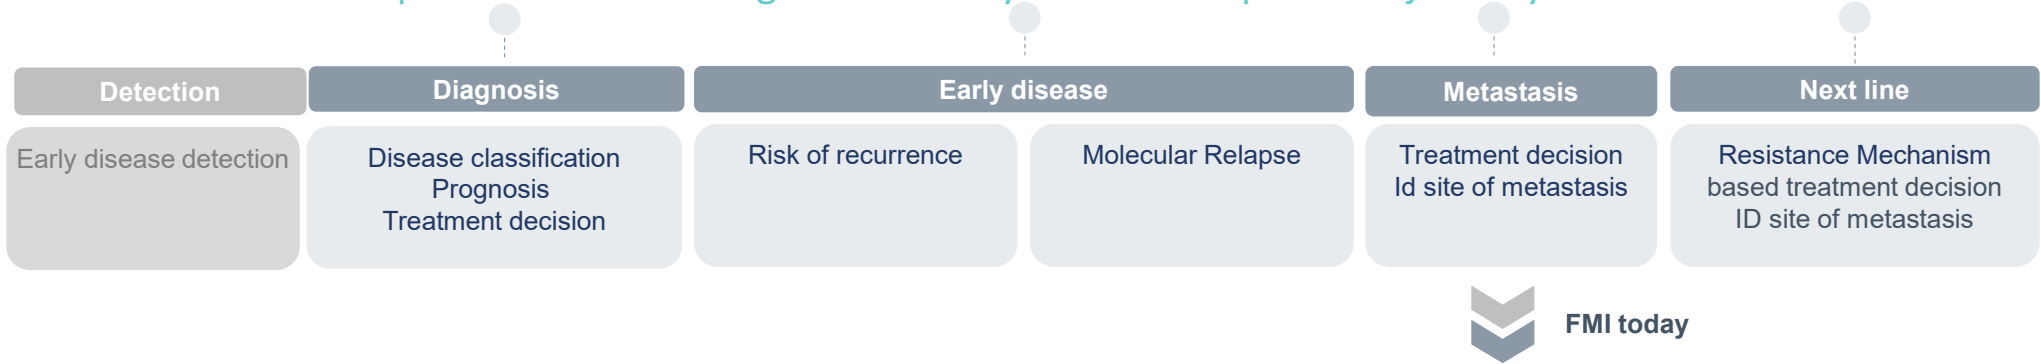 Detection
Diagnosis
Early disease
Metastasis
Next line
Early disease detection
Disease classification
Prognosis
Treatment decision
Risk of recurrence
Molecular Relapse
Treatment decision
Id site of metastasis
Resistance Mechanism
based treatment decision
ID site of metastasis
FMI today